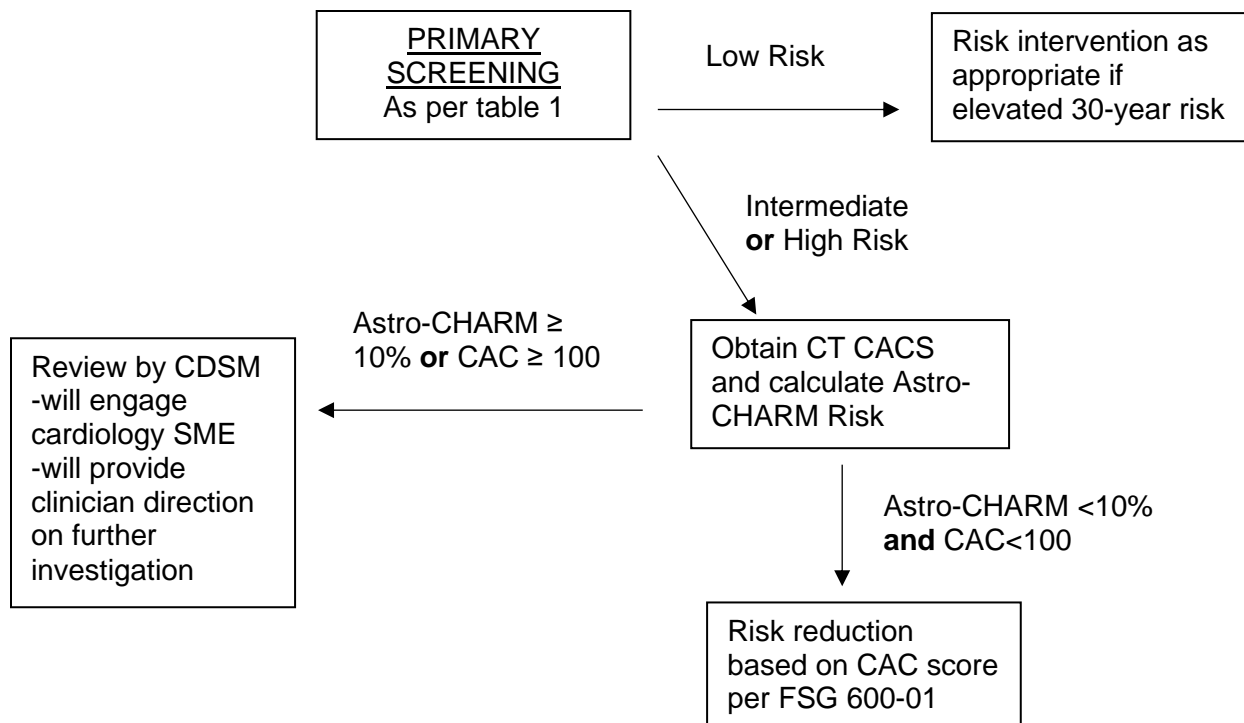 PRIMARY
SCREENING
As per table 1
Low Risk
Risk intervention as
appropriate if
elevated 30-year risk
Intermediate
or High Risk
Astro-CHARM ≥
10% or CAC ≥ 100
Obtain CT CACS
and calculate Astro-
CHARM Risk
Review by CDSM
-will engage
cardiology SME
-will provide
clinician direction
on further
investigation
Astro-CHARM <10%
and CAC<100
Risk reduction
based on CAC score
per FSG 600-01